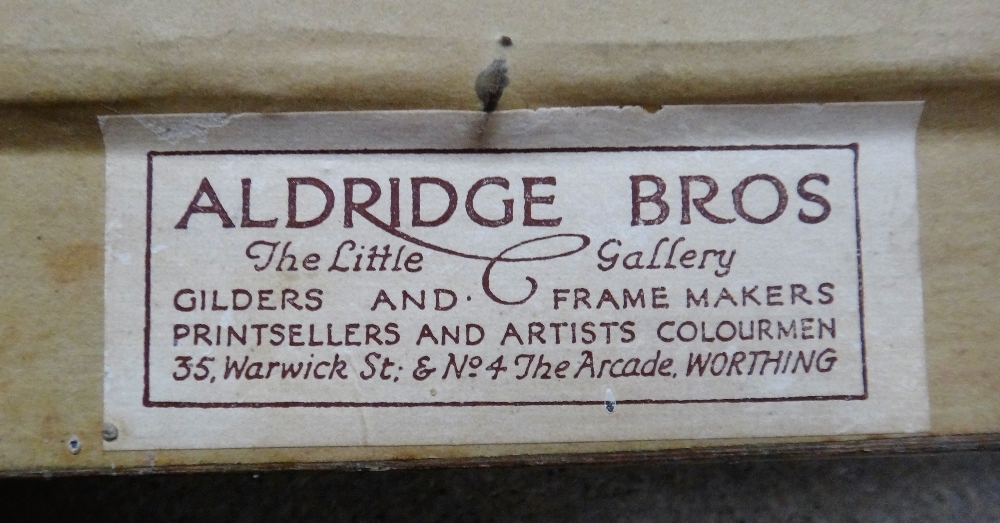 ALDRIDGE BROS
The Little Gallery
GILDERS AND · FRAME MAKERS
PRINTSELLERS AND ARTISTS COLOURMEN
35, Warwick St; & Nº 4 The Arcade, WORTHING